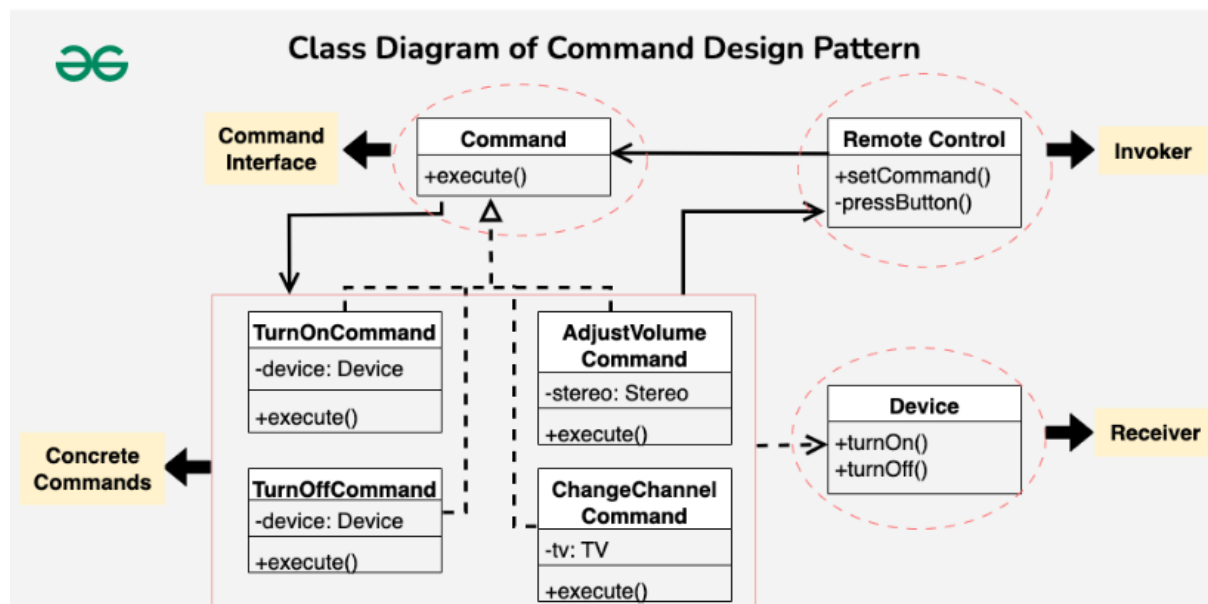 Class Diagram of Command Design Pattern
Command
Interface
Command
+execute()
Remote Control
+setCommand()
-pressButton()
Invoker
TurnOnCommand
-device: Device
+execute()
AdjustVolume
Command
-stereo: Stereo
+execute()
Device
+turnOn()
+turnOff()
Receiver
Concrete
Commands
TurnOffCommand
-device: Device
+execute()
ChangeChannel
Command
-tv: TV
+execute()